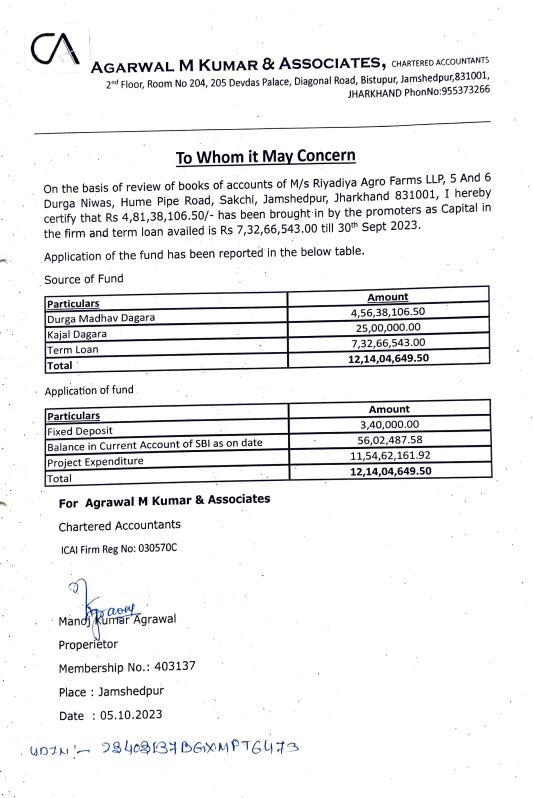 CA
AGARWAL M KUMAR & ASSOCIATES, CHARTERED ACCOUNTANTS
2nd Floor, Room No 204, 205 Devdas Palace, Diagonal Road, Bistupur, Jamshedpur,831001,
JHARKHAND PhonNo:955373266
To Whom it May Concern
On the basis of review of books of accounts of M/s Riyadiya Agro Farms LLP, 5 And 6
Durga Niwas, Hume Pipe Road, Sakchi, Jamshedpur, Jharkhand 831001, I hereby
certify that Rs 4,81,38,106.50/- has been brought in by the promoters as Capital in
the firm and term loan availed is Rs 7,32,66,543.00 till 30th Sept 2023.
Application of the fund has been reported in the below table.
Source of Fund
Particulars Amount
Durga Madhav Dagara 4,56,38,106.50
Kajal Dagara 25,00,000.00
Term Loan 7,32,66,543.00
Total 12,14,04,649.50
Application of fund
Particulars Amount
Fixed Deposit 3,40,000.00
Balance in Current Account of SBI as on date 56,02,487.58
Project Expenditure 11,54,62,161.92
Total 12,14,04,649.50
For Agrawal M Kumar & Associates
Chartered Accountants
ICAI Firm Reg No: 030570C
Manoj Kumar Agrawal
Properietor
Membership No.: 403137
Place : Jamshedpur
Date : 05.10.2023
UDIN:- 23403137BGXMPT6473